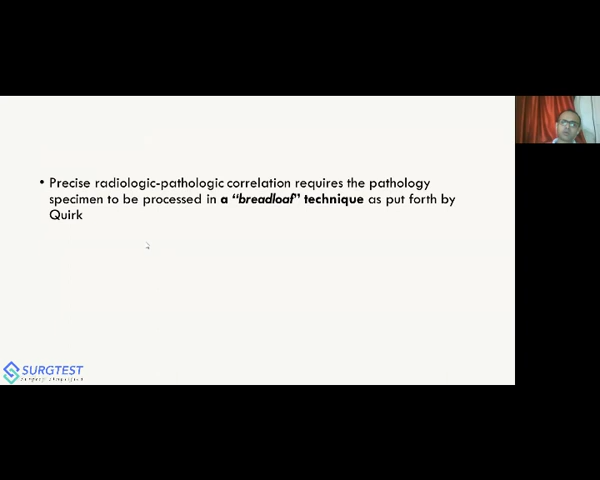 • Precise radiologic-pathologic correlation requires the pathology
specimen to be processed in a “breadloaf” technique as put forth by
Quirk
SURGTEST